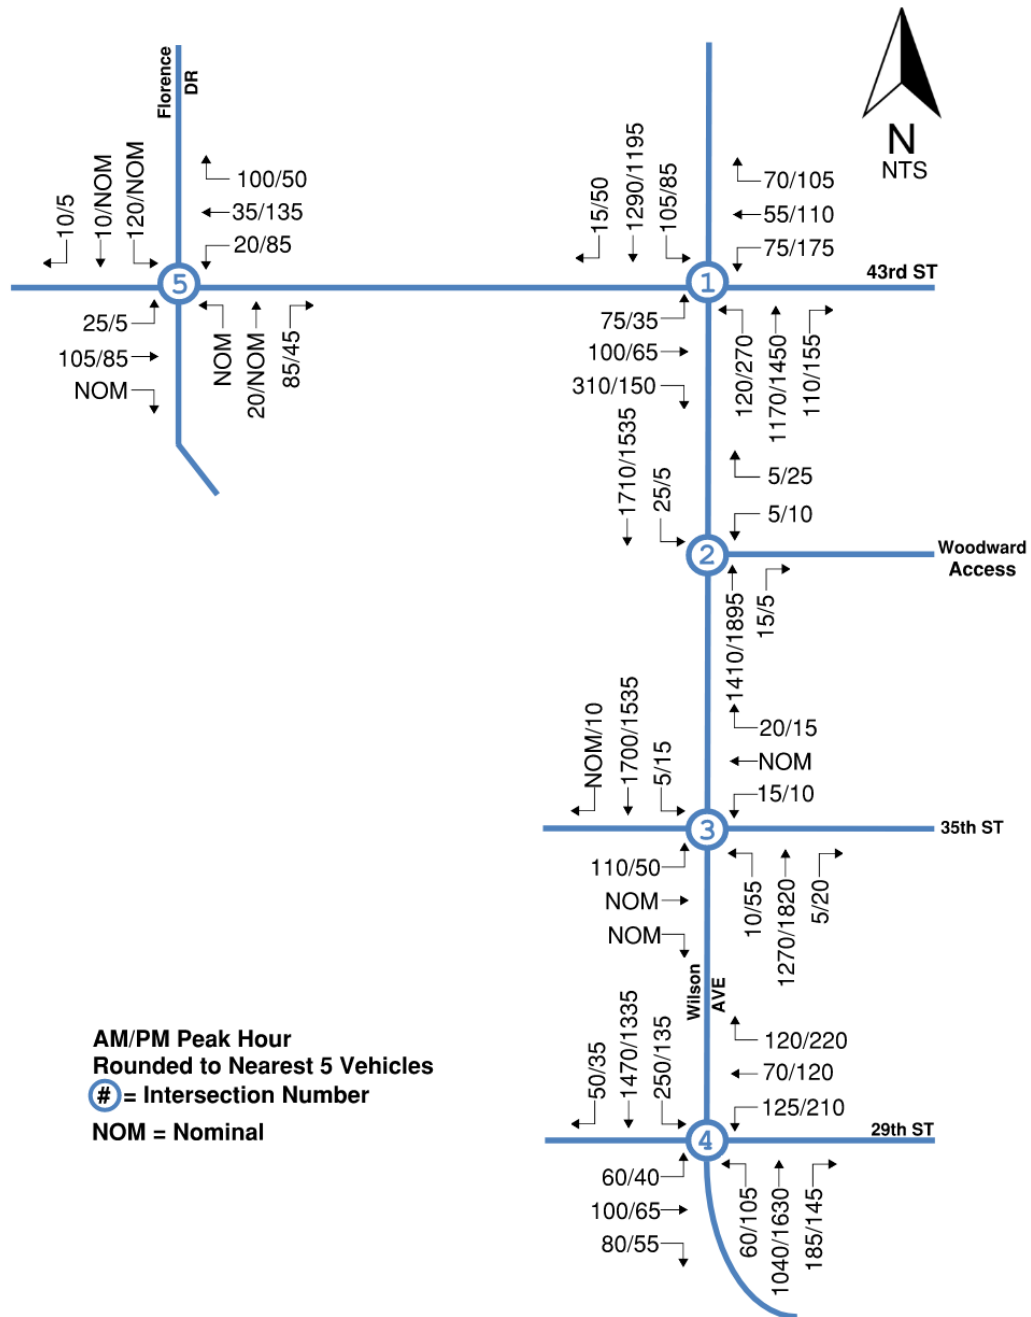 Florence
DR
N
NTS
10/5
10/NOM
120/NOM
100/50
35/135
20/85
5
25/5
105/85
NOM
NOM
20/NOM
85/45
15/50
1290/1195
105/85
70/105
55/110
75/175
43rd ST
1
75/35
100/65
310/150
120/270
1170/1450
110/155
1710/1535
25/5
5/25
5/10
2
Woodward
Access
1410/1895
15/5
NOM/10
1700/1535
5/15
20/15
NOM
15/10
3
35th ST
110/50
NOM
NOM
10/55
1270/1820
5/20
Wilson
AVE
50/35
1470/1335
250/135
120/220
70/120
125/210
4
29th ST
60/40
100/65
80/55
60/105
1040/1630
185/145
AM/PM Peak Hour
Rounded to Nearest 5 Vehicles
# = Intersection Number
NOM = Nominal